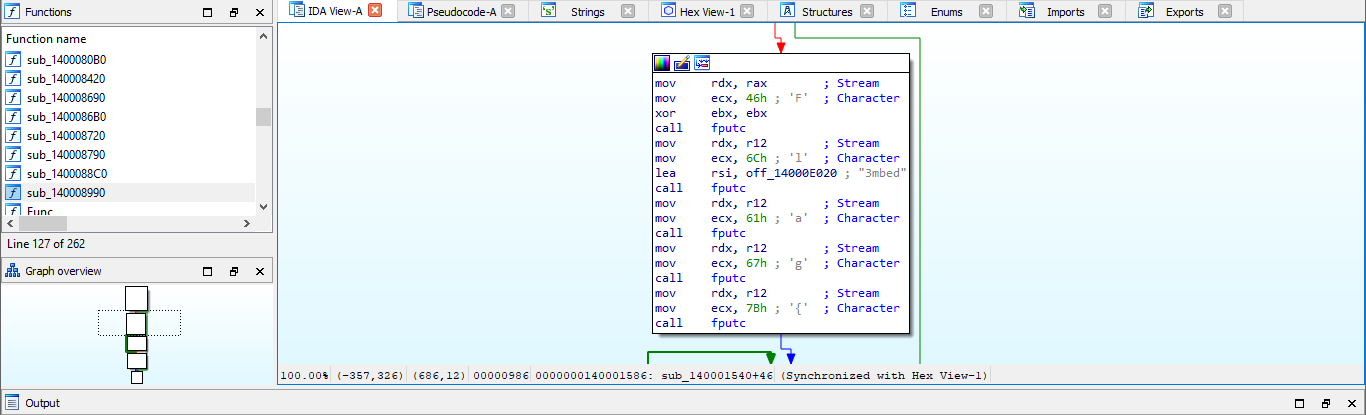 Functions
Function name
sub_1400080B0
sub_140008420
sub_140008690
sub_1400086B0
sub_140008720
sub_140008790
sub_1400088C0
sub_140008990
Func
Line 127 of 262
Graph overview
IDA View-A Pseudocode-A Strings Hex View-1 Structures Enums Imports Exports
mov rdx, rax ; Stream
mov ecx, 46h ; 'F' ; Character
xor ebx, ebx
call fputc
mov rdx, r12 ; Stream
mov ecx, 6Ch ; 'l' ; Character
lea rsi, off_14000E020 ; "3mbed"
call fputc
mov rdx, r12 ; Stream
mov ecx, 61h ; 'a' ; Character
call fputc
mov rdx, r12 ; Stream
mov ecx, 67h ; 'g' ; Character
call fputc
mov rdx, r12 ; Stream
mov ecx, 7Bh ; '{' ; Character
call fputc
100.00% (-357,326) (686,12) 00000986 0000000140001586: sub_140001540+46 (Synchronized with Hex View-1)
Output